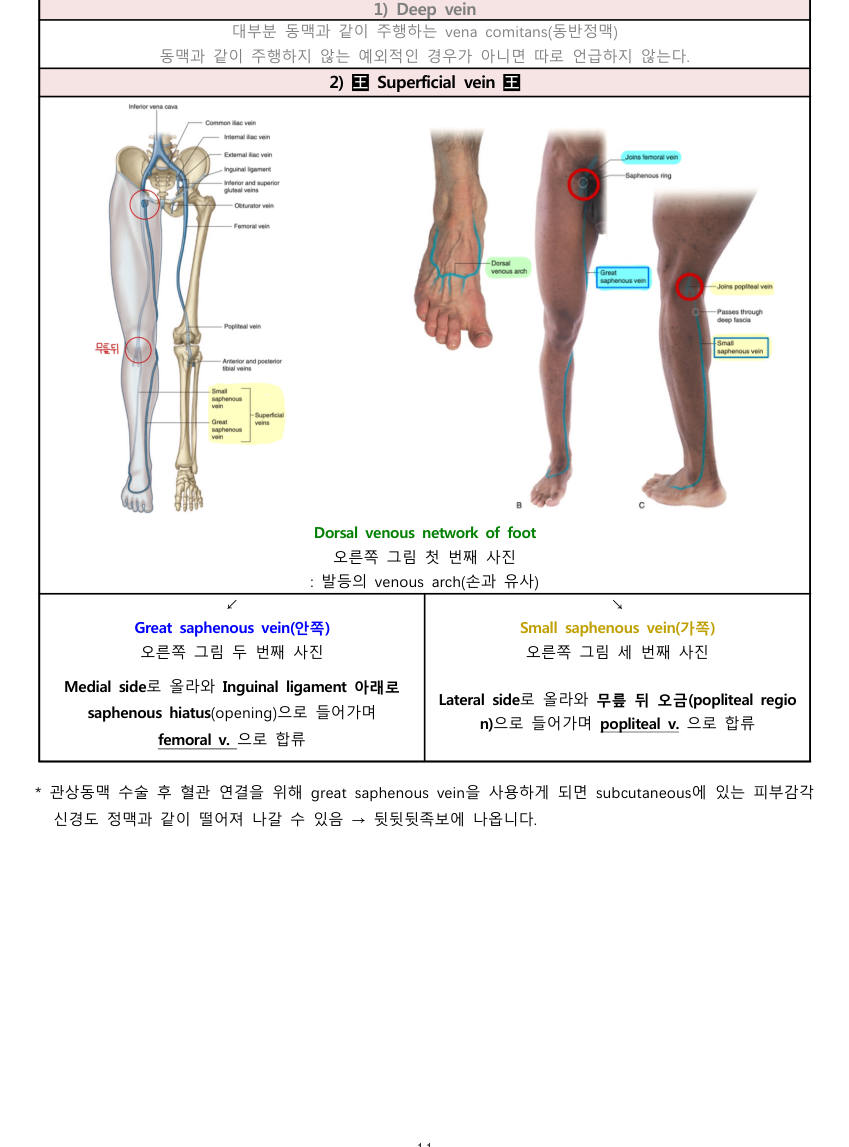 1) Deep vein
대부분 동맥과 같이 주행하는 vena comitans(동반정맥)
동맥과 같이 주행하지 않는 예외적인 경우가 아니면 따로 언급하지 않는다.
2) 王 Superficial vein 王
Inferior vena cava
Common iliac vein
Internal iliac vein
External iliac vein
Inguinal ligament
Inferior and superior
gluteal veins
Obturator vein
Femoral vein
무릎뒤
Popliteal vein
Anterior and posterior
tibial veins
Small
saphenous
vein
Great
saphenous
vein
Superficial
veins
Dorsal
venous arch
Joins femoral vein
Saphenous ring
Great
saphenous vein
B
Joins popliteal vein
Passes through
deep fascia
Small
saphenous vein
C
Dorsal venous network of foot
오른쪽 그림 첫 번째 사진
: 발등의 venous arch(손과 유사)
↙
Great saphenous vein(안쪽)
오른쪽 그림 두 번째 사진
Medial side로 올라와 Inguinal ligament 아래로
saphenous hiatus(opening)으로 들어가며
femoral v. 으로 합류
↘
Small saphenous vein(가쪽)
오른쪽 그림 세 번째 사진
Lateral side로 올라와 무릎 뒤 오금(popliteal regio
n)으로 들어가며 popliteal v. 으로 합류
* 관상동맥 수술 후 혈관 연결을 위해 great saphenous vein을 사용하게 되면 subcutaneous에 있는 피부감각
신경도 정맥과 같이 떨어져 나갈 수 있음 → 뒷뒷뒷족보에 나옵니다.